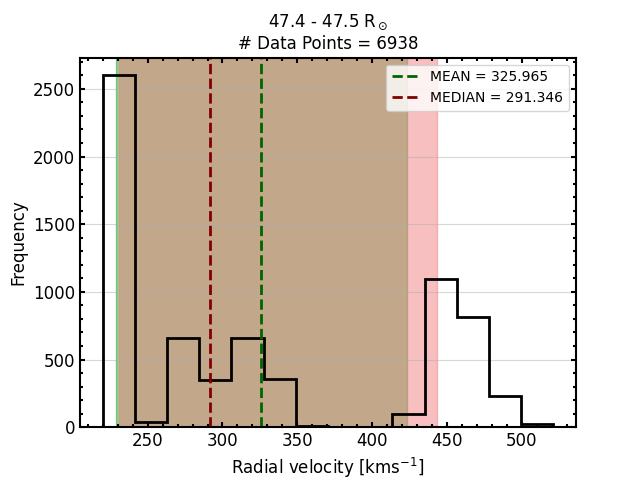 47.4 - 47.5 R⊙
# Data Points = 6938
MEAN = 325.965
MEDIAN = 291.346
2500
2000
1500
1000
500
0
Frequency
250 300 350 400 450 500
Radial velocity [kms⁻¹]